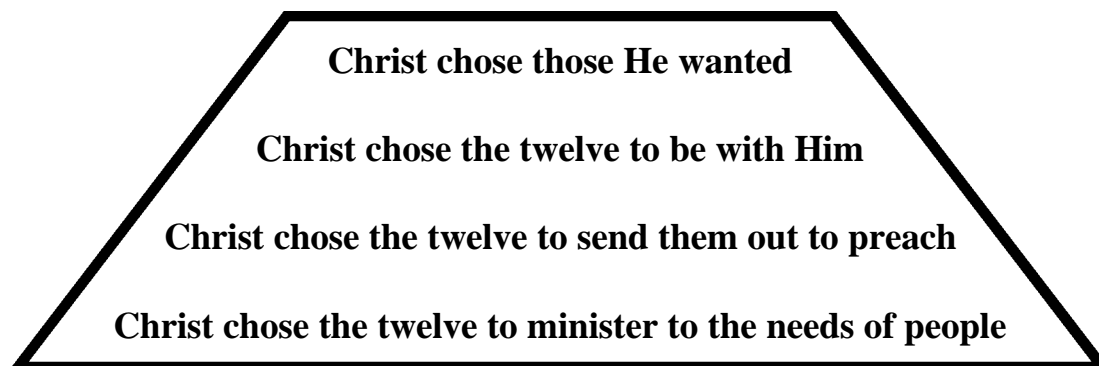 Christ chose those He wanted
Christ chose the twelve to be with Him
Christ chose the twelve to send them out to preach
Christ chose the twelve to minister to the needs of people